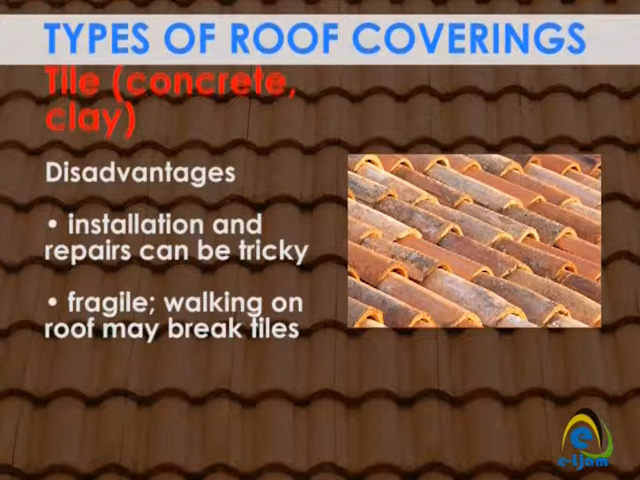 TYPES OF ROOF COVERINGS
Tile (concrete,
clay)
Disadvantages
• installation and
repairs can be tricky
• fragile; walking on
roof may break tiles
e-ijam